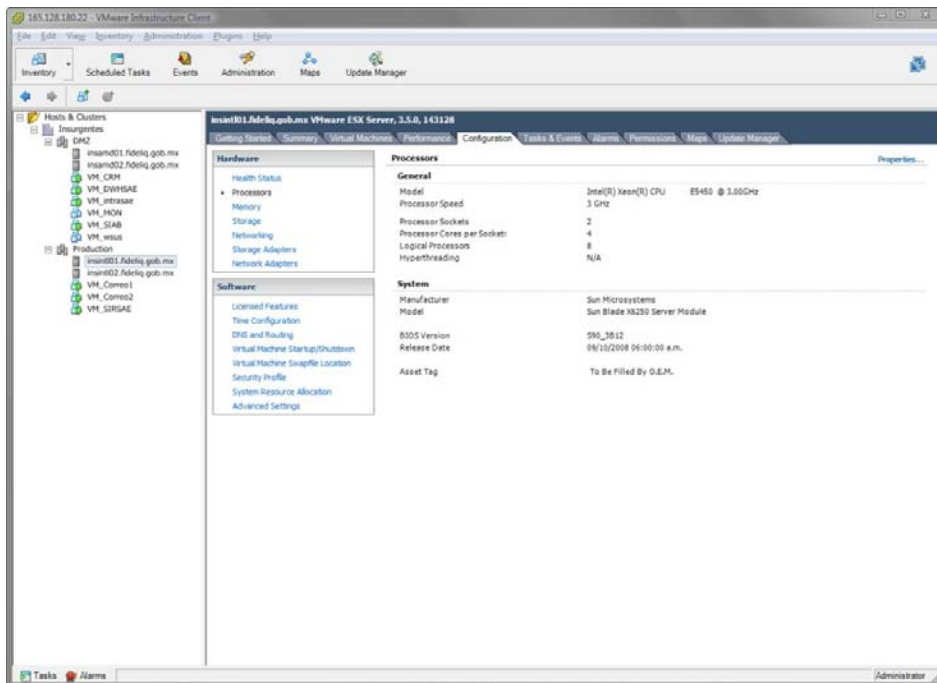 165.128.180.22 - VMware Infrastructure Client
File Edit View Inventory Administration Plugins Help
Inventory Scheduled Tasks Events Administration Maps Update Manager
Hosts & Clusters
Insurgentes
DMZ
insamd01.fideliq.gob.mx
insamd02.fideliq.gob.mx
VM_CRM
VM_DWHSAE
VM_intrasae
VM_MON
VM_SIAB
VM_wsus
Production
insintl01.fideliq.gob.mx
insintl02.fideliq.gob.mx
VM_Correo1
VM_Correo2
VM_SIRSAE
insintl01.fideliq.gob.mx VMware ESX Server, 3.5.0, 143128
Getting Started Summary Virtual Machines Performance Configuration Tasks & Events Alarms Permissions Maps Update Manager
Hardware
Health Status
Processors
Memory
Storage
Networking
Storage Adapters
Network Adapters
Software
Licensed Features
Time Configuration
DNS and Routing
Virtual Machine Startup/Shutdown
Virtual Machine Swapfile Location
Security Profile
System Resource Allocation
Advanced Settings
Processors Properties...
General
Model Intel(R) Xeon(R) CPU E5450 @ 3.00GHz
Processor Speed 3 GHz
Processor Sockets 2
Processor Cores per Socket: 4
Logical Processors 8
Hyperthreading N/A
System
Manufacturer Sun Microsystems
Model Sun Blade X6250 Server Module
BIOS Version S90_3B12
Release Date 09/10/2008 06:00:00 a.m.
Asset Tag To Be Filled By O.E.M.
Tasks Alarms Administrator